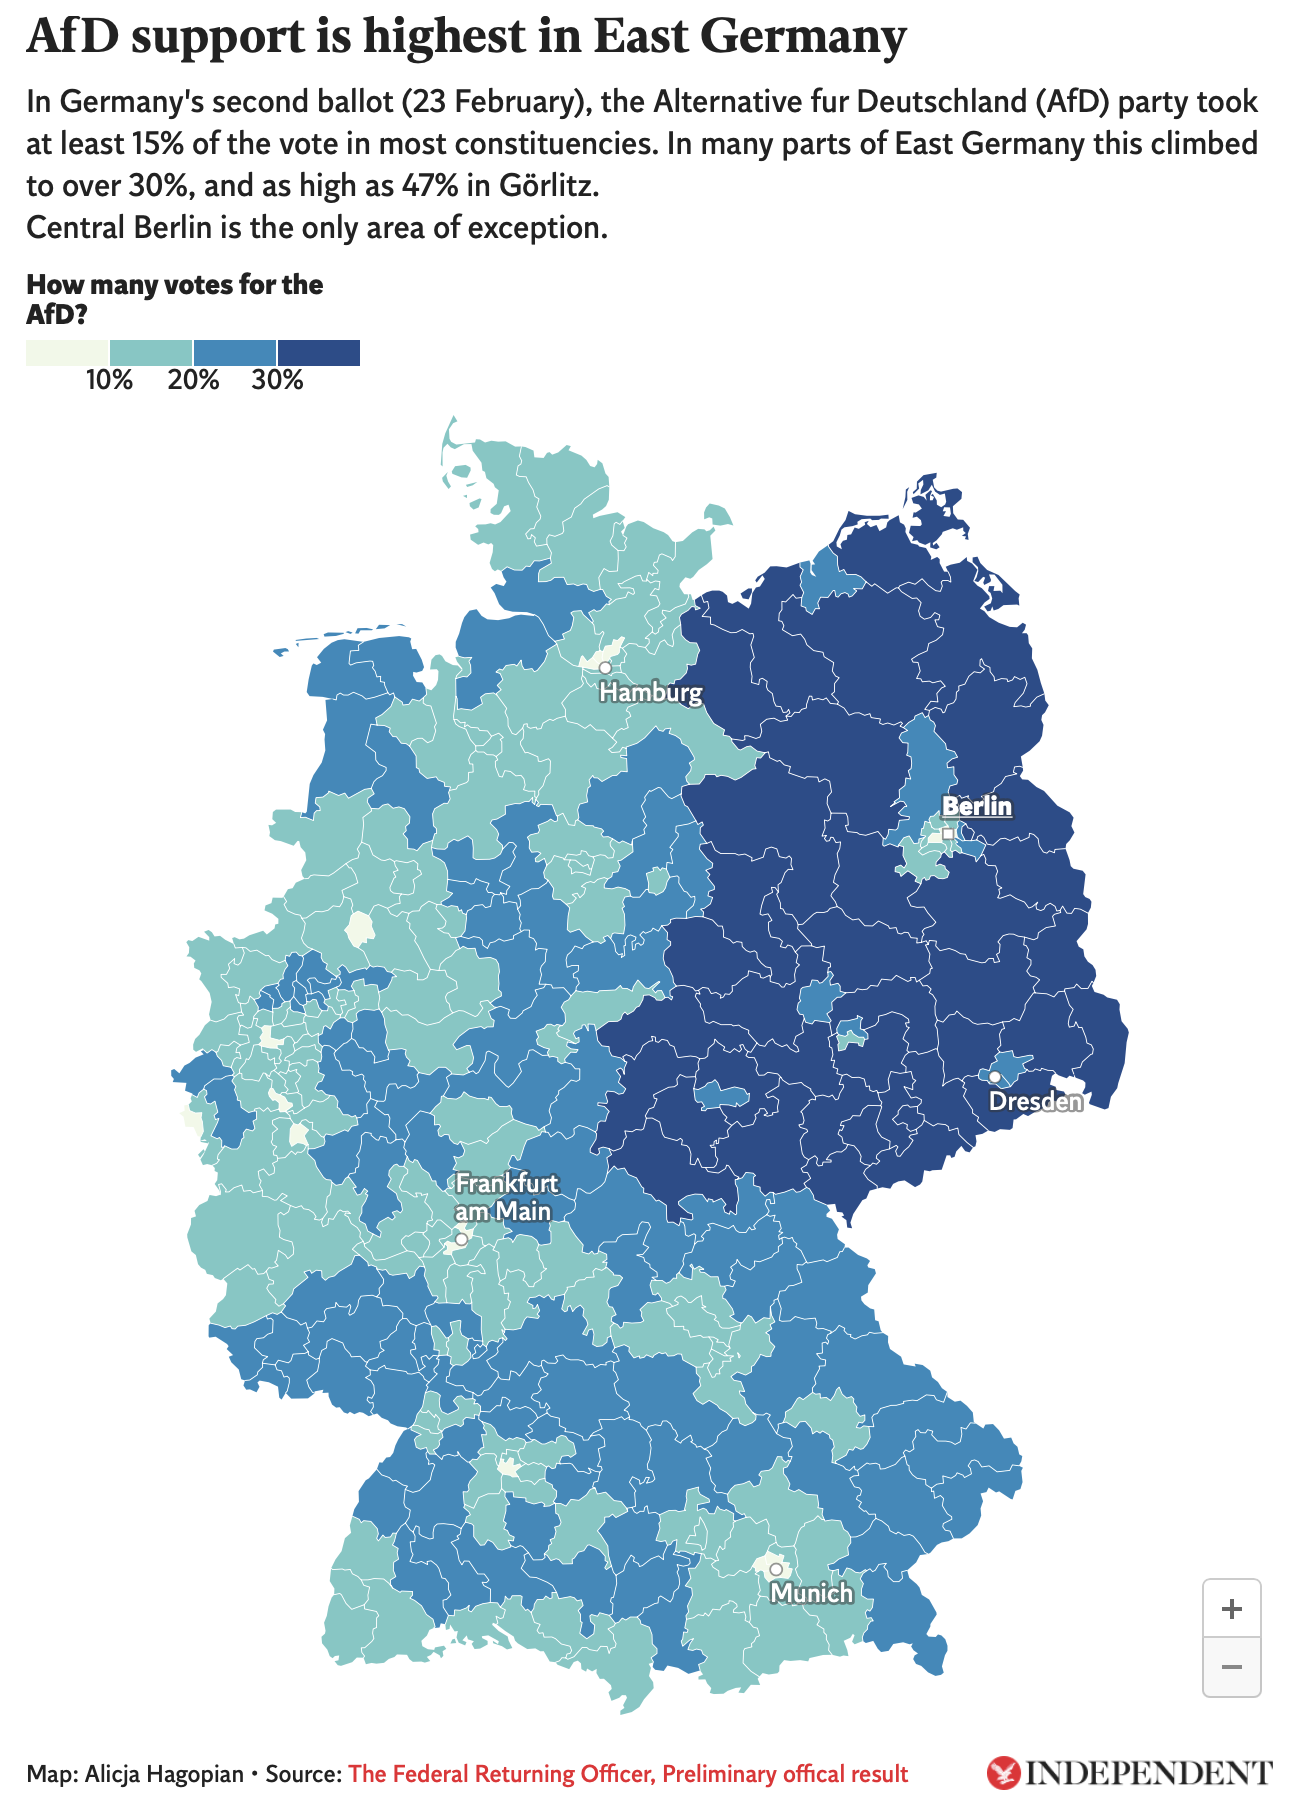 AfD support is highest in East Germany
In Germany's second ballot (23 February), the Alternative fur Deutschland (AfD) party took
at least 15% of the vote in most constituencies. In many parts of East Germany this climbed
to over 30%, and as high as 47% in Görlitz.
Central Berlin is the only area of exception.
How many votes for the
AfD?
10% 20% 30%
Hamburg
Berlin
Dresden
Frankfurt
am Main
Munich
+
−
Map: Alicja Hagopian • Source: The Federal Returning Officer, Preliminary offical result
INDEPENDENT